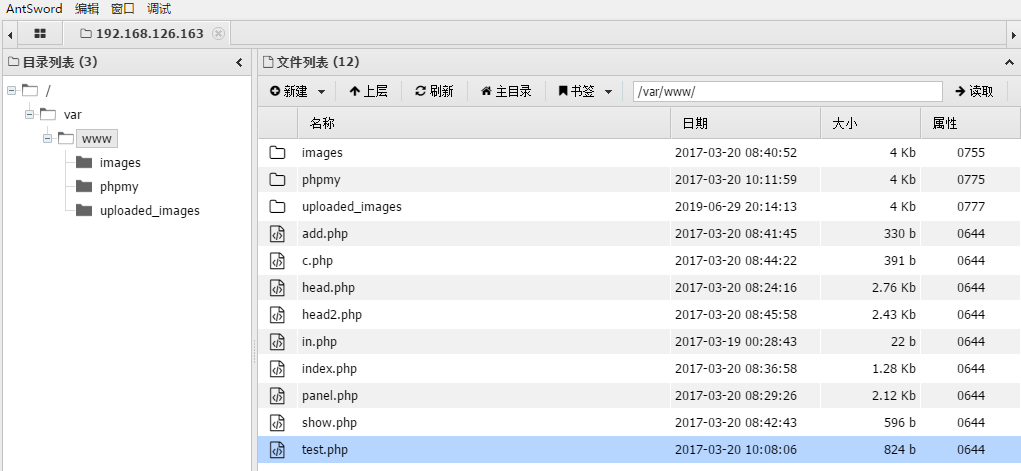 AntSword 编辑 窗口 调试
192.168.126.163
目录列表 (3)
文件列表 (12)
新建 上层 刷新 主目录 书签 /var/www/ 读取
/
var
www
images
phpmy
uploaded_images
名称 日期 大小 属性
images 2017-03-20 08:40:52 4 Kb 0755
phpmy 2017-03-20 10:11:59 4 Kb 0775
uploaded_images 2019-06-29 20:14:13 4 Kb 0777
add.php 2017-03-20 08:41:45 330 b 0644
c.php 2017-03-20 08:44:22 391 b 0644
head.php 2017-03-20 08:24:16 2.76 Kb 0644
head2.php 2017-03-20 08:45:58 2.43 Kb 0644
in.php 2017-03-19 00:28:43 22 b 0644
index.php 2017-03-20 08:36:58 1.28 Kb 0644
panel.php 2017-03-20 08:29:26 2.12 Kb 0644
show.php 2017-03-20 08:42:43 596 b 0644
test.php 2017-03-20 10:08:06 824 b 0644